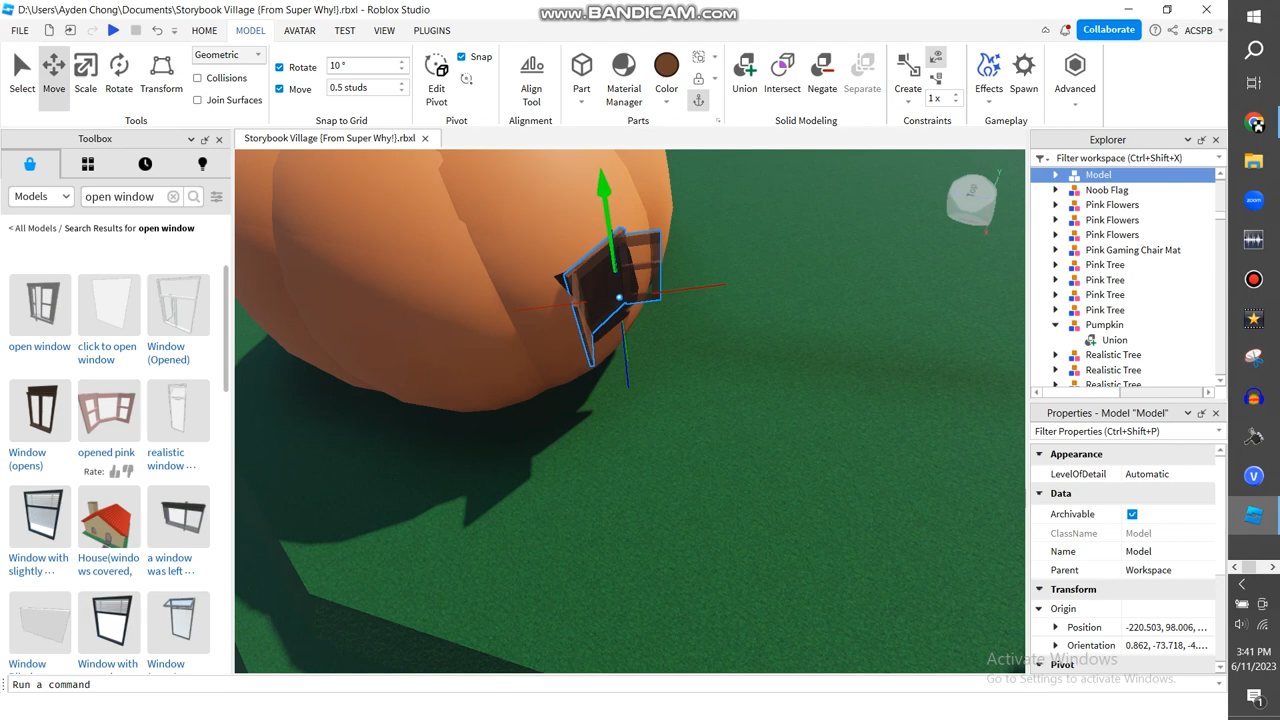 D:\Users\Ayden Chong\Documents\Storybook Village {From Super Why!}.rbxl - Roblox Studio
www.BANDICAM.com
FILE
HOME
MODEL
AVATAR
TEST
VIEW
PLUGINS
Collaborate
ACSPB
Select
Move
Scale
Rotate
Transform
Geometric
Collisions
Join Surfaces
Tools
Rotate
10 °
Move
0.5 studs
Snap to Grid
Edit
Pivot
Snap
Pivot
Align
Tool
Alignment
Part
Material
Manager
Color
Parts
Union
Intersect
Negate
Separate
Solid Modeling
Create
1 x
Constraints
Effects
Spawn
Gameplay
Advanced
Toolbox
Models
open window
< All Models / Search Results for open window
open window
click to open
window
Window
(Opened)
Window
(opens)
opened pink
Rate:
realistic
window ...
Window with
slightly ...
House(windo
ws covered,
a window
was left ...
Window
Window with
Window
Storybook Village {From Super Why!}.rbxl
Top
Y
X
Explorer
Filter workspace (Ctrl+Shift+X)
Model
Noob Flag
Pink Flowers
Pink Flowers
Pink Flowers
Pink Gaming Chair Mat
Pink Tree
Pink Tree
Pink Tree
Pink Tree
Pumpkin
Union
Realistic Tree
Realistic Tree
Realistic Tree
Properties - Model "Model"
Filter Properties (Ctrl+Shift+P)
Appearance
LevelOfDetail
Automatic
Data
Archivable
ClassName
Model
Name
Model
Parent
Workspace
Transform
Origin
Position
-220.503, 98.006, ...
Orientation
0.862, -73.718, -4....
Pivot
Activate Windows
Go to Settings to activate Windows.
Run a command
zoom
V
3:41 PM
6/11/2023
1